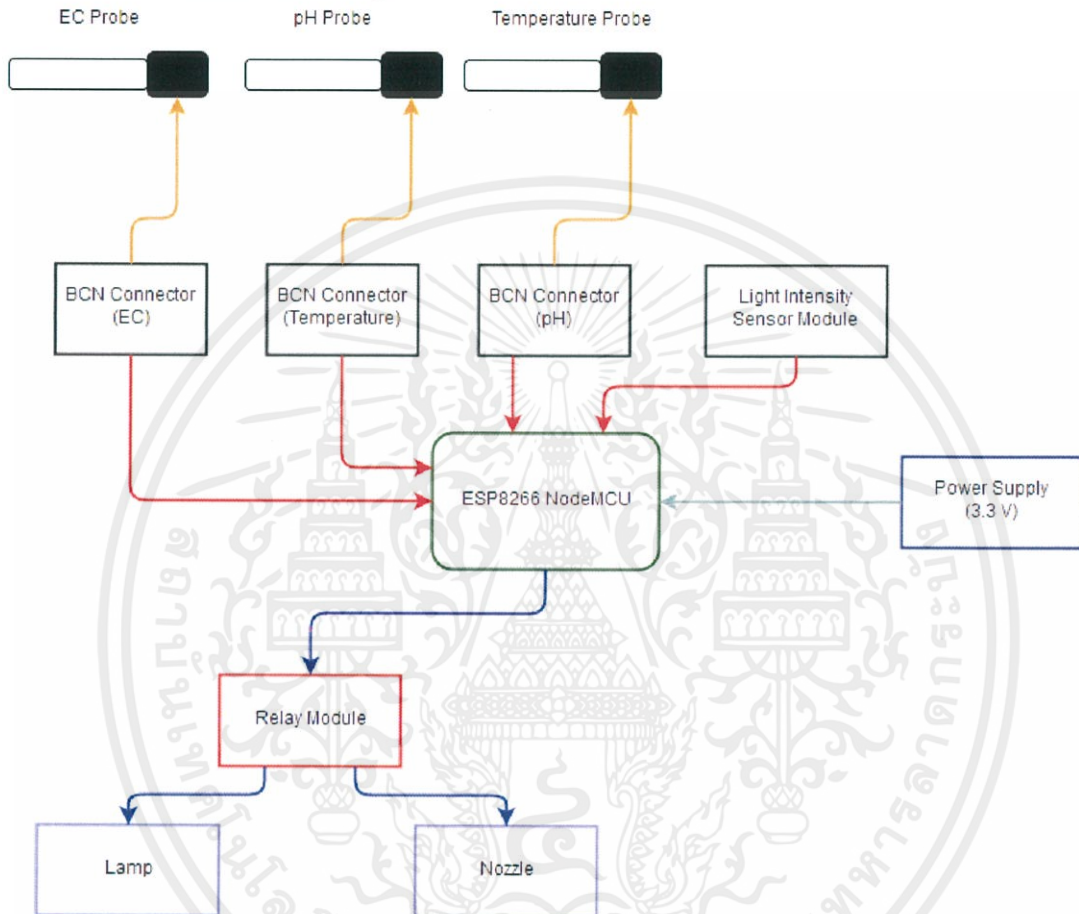 EC Probe
pH Probe
Temperature Probe
BCN Connector
(EC)
BCN Connector
(Temperature)
BCN Connector
(pH)
Light Intensity
Sensor Module
ESP8266 NodeMCU
Power Supply
(3.3 V)
Relay Module
Lamp
Nozzle